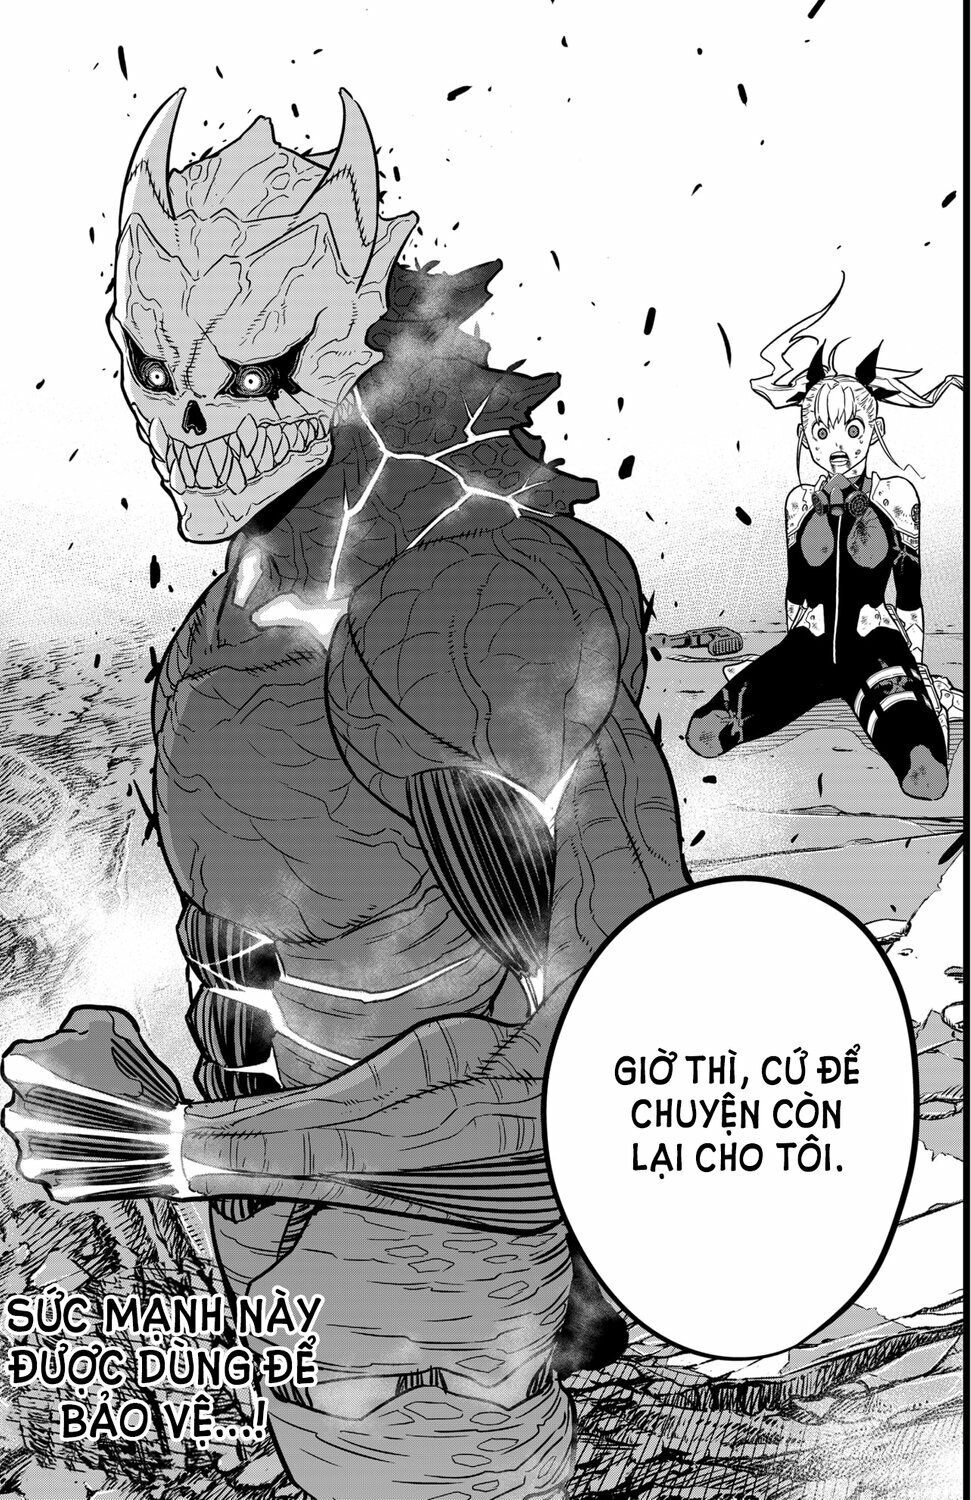 GIỜ THÌ, CỨ ĐỂ
CHUYỆN CÒN
LẠI CHO TÔI.
SỨC MẠNH NÀY
ĐƯỢC DÙNG ĐỂ
BẢO VỆ...!